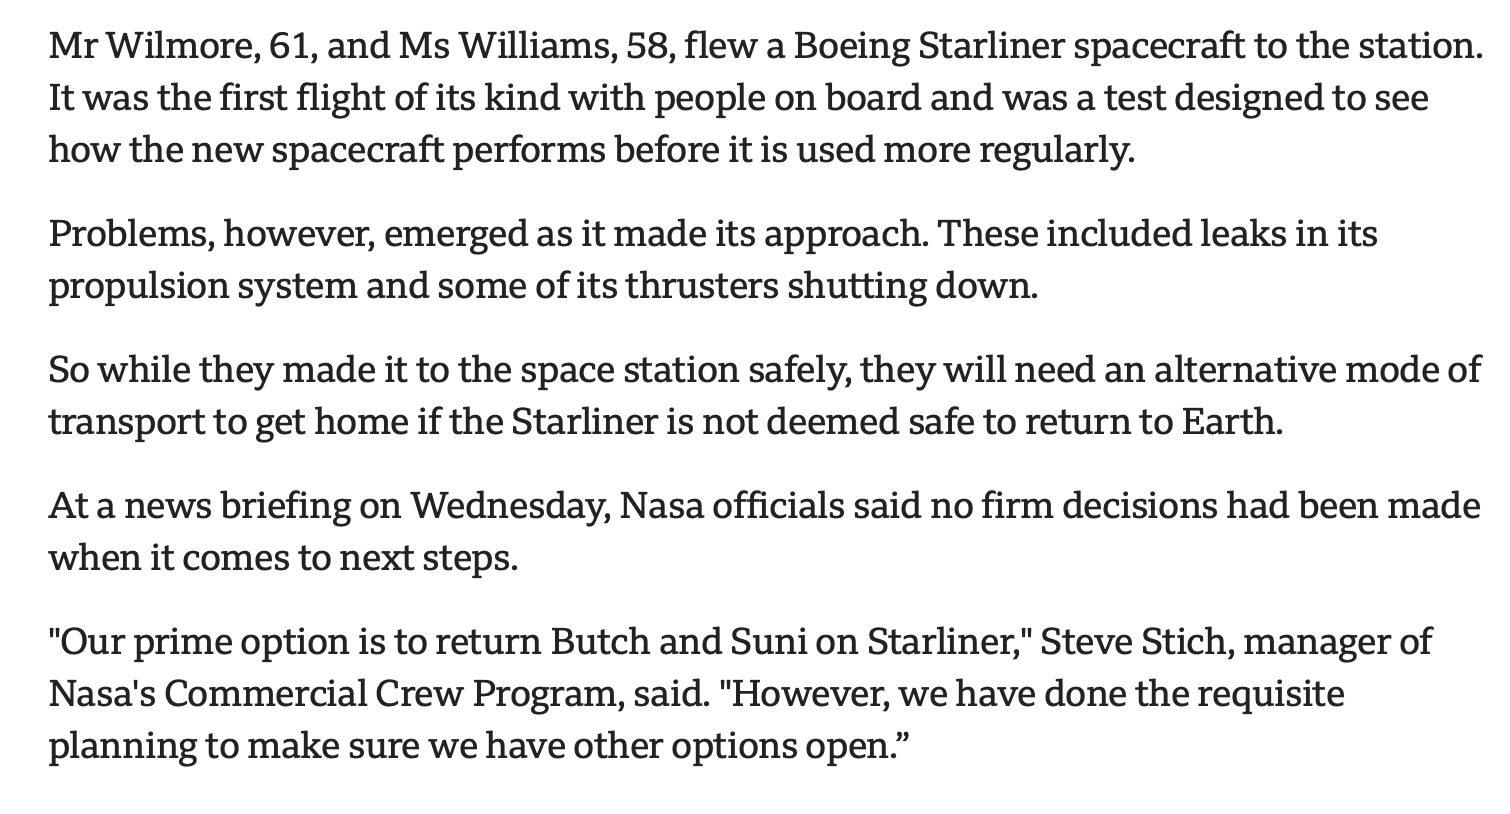 Mr Wilmore, 61, and Ms Williams, 58, flew a Boeing Starliner spacecraft to the station.
It was the first flight of its kind with people on board and was a test designed to see
how the new spacecraft performs before it is used more regularly.
Problems, however, emerged as it made its approach. These included leaks in its
propulsion system and some of its thrusters shutting down.
So while they made it to the space station safely, they will need an alternative mode of
transport to get home if the Starliner is not deemed safe to return to Earth.
At a news briefing on Wednesday, Nasa officials said no firm decisions had been made
when it comes to next steps.
"Our prime option is to return Butch and Suni on Starliner," Steve Stich, manager of
Nasa's Commercial Crew Program, said. "However, we have done the requisite
planning to make sure we have other options open.”